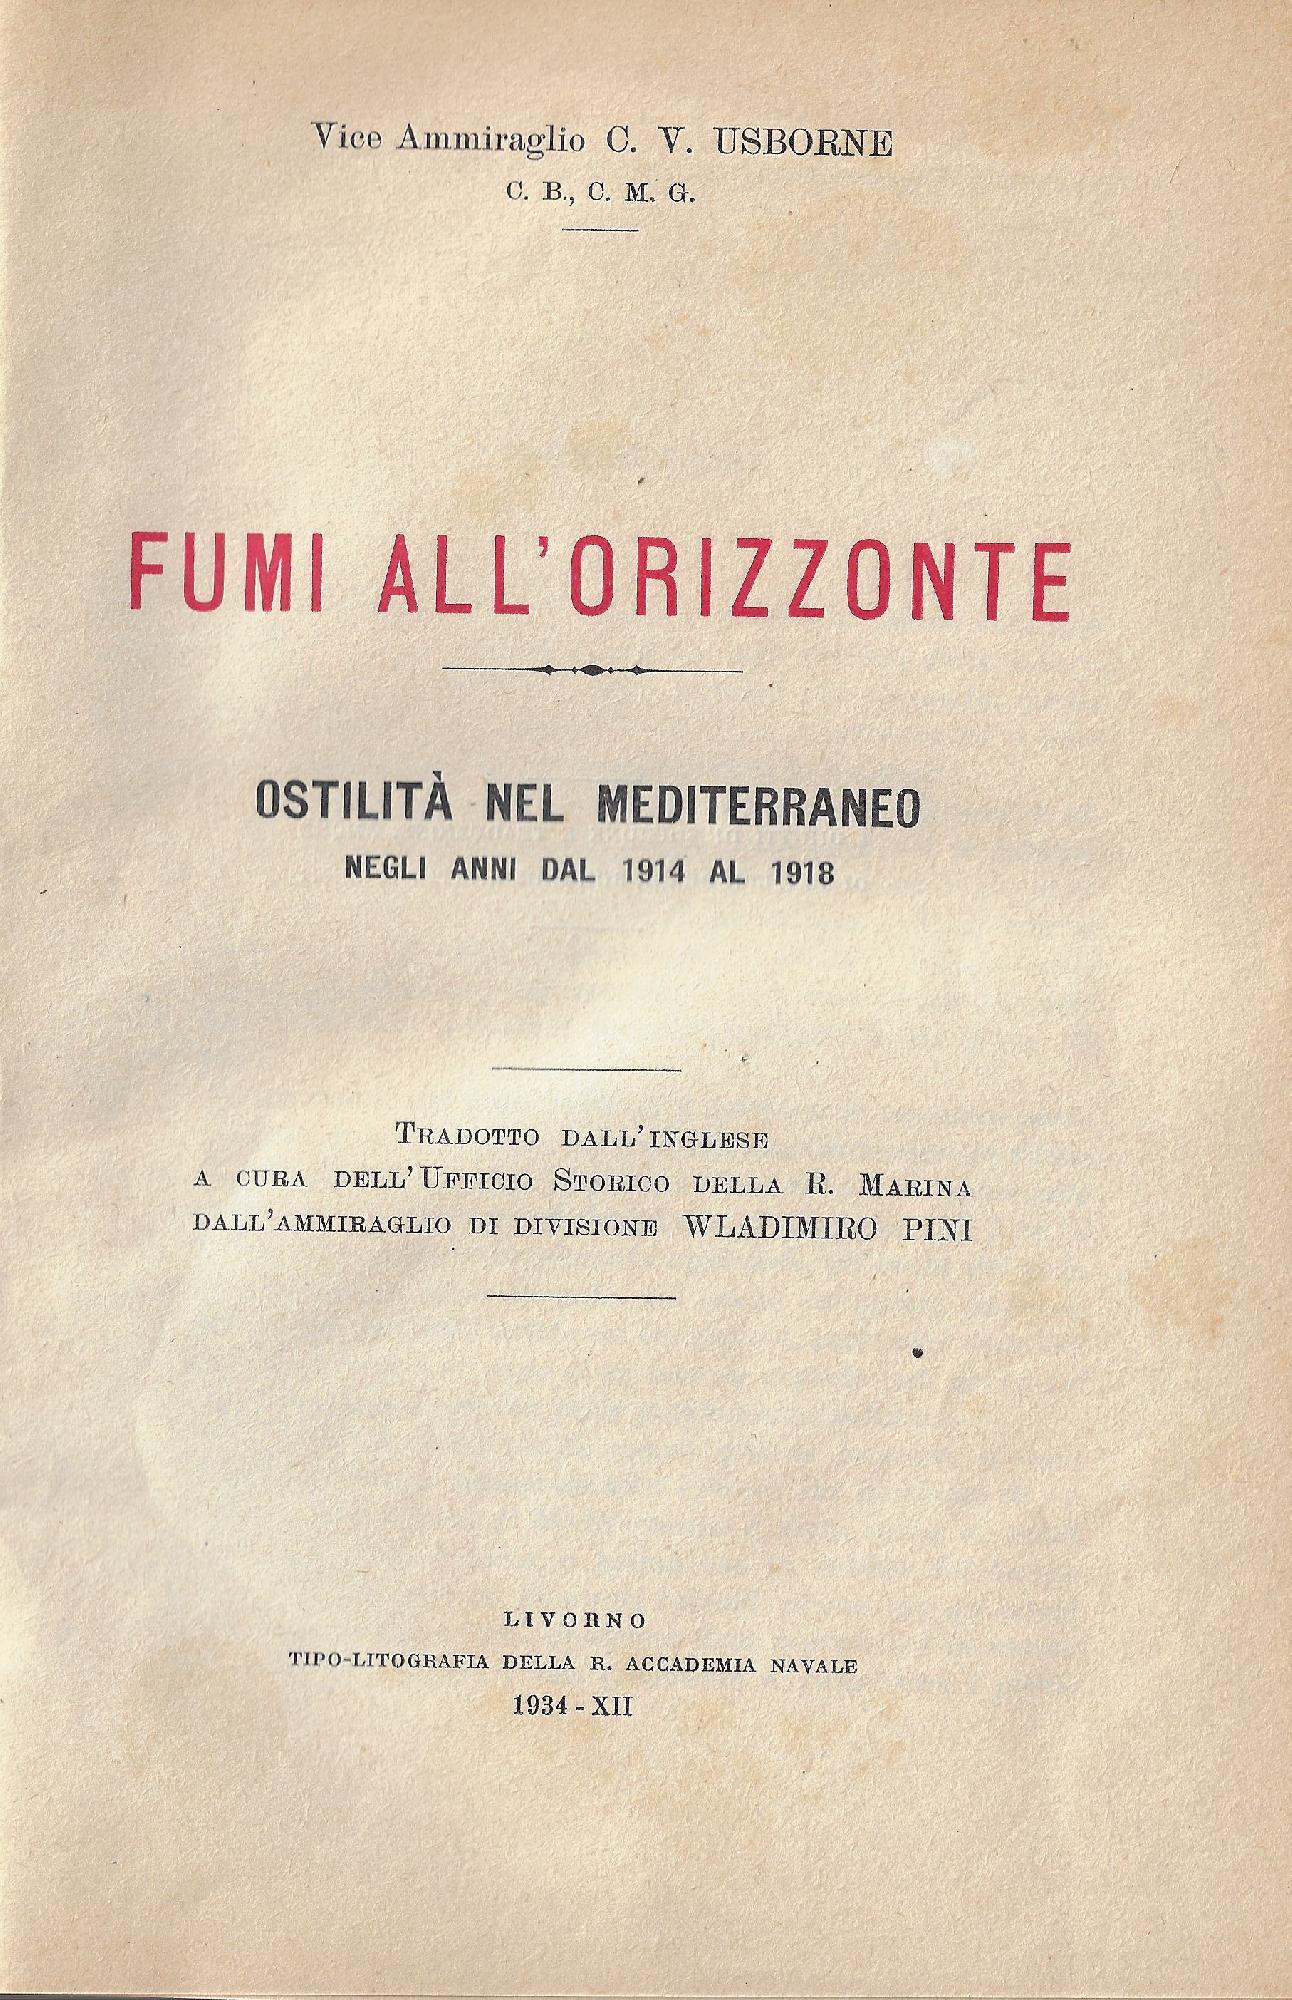 Vice Ammiraglio C. V. USBORNE
C. B., C. M. G.
FUMI ALL'ORIZZONTE
OSTILITÀ NEL MEDITERRANEO
NEGLI ANNI DAL 1914 AL 1918
TRADOTTO DALL'INGLESE
A CURA DELL'UFFICIO STORICO DELLA R. MARINA
DALL'AMMIRAGLIO DI DIVISIONE WLADIMIRO PINI
LIVORNO
TIPO-LITOGRAFIA DELLA R. ACCADEMIA NAVALE
1934 - XII